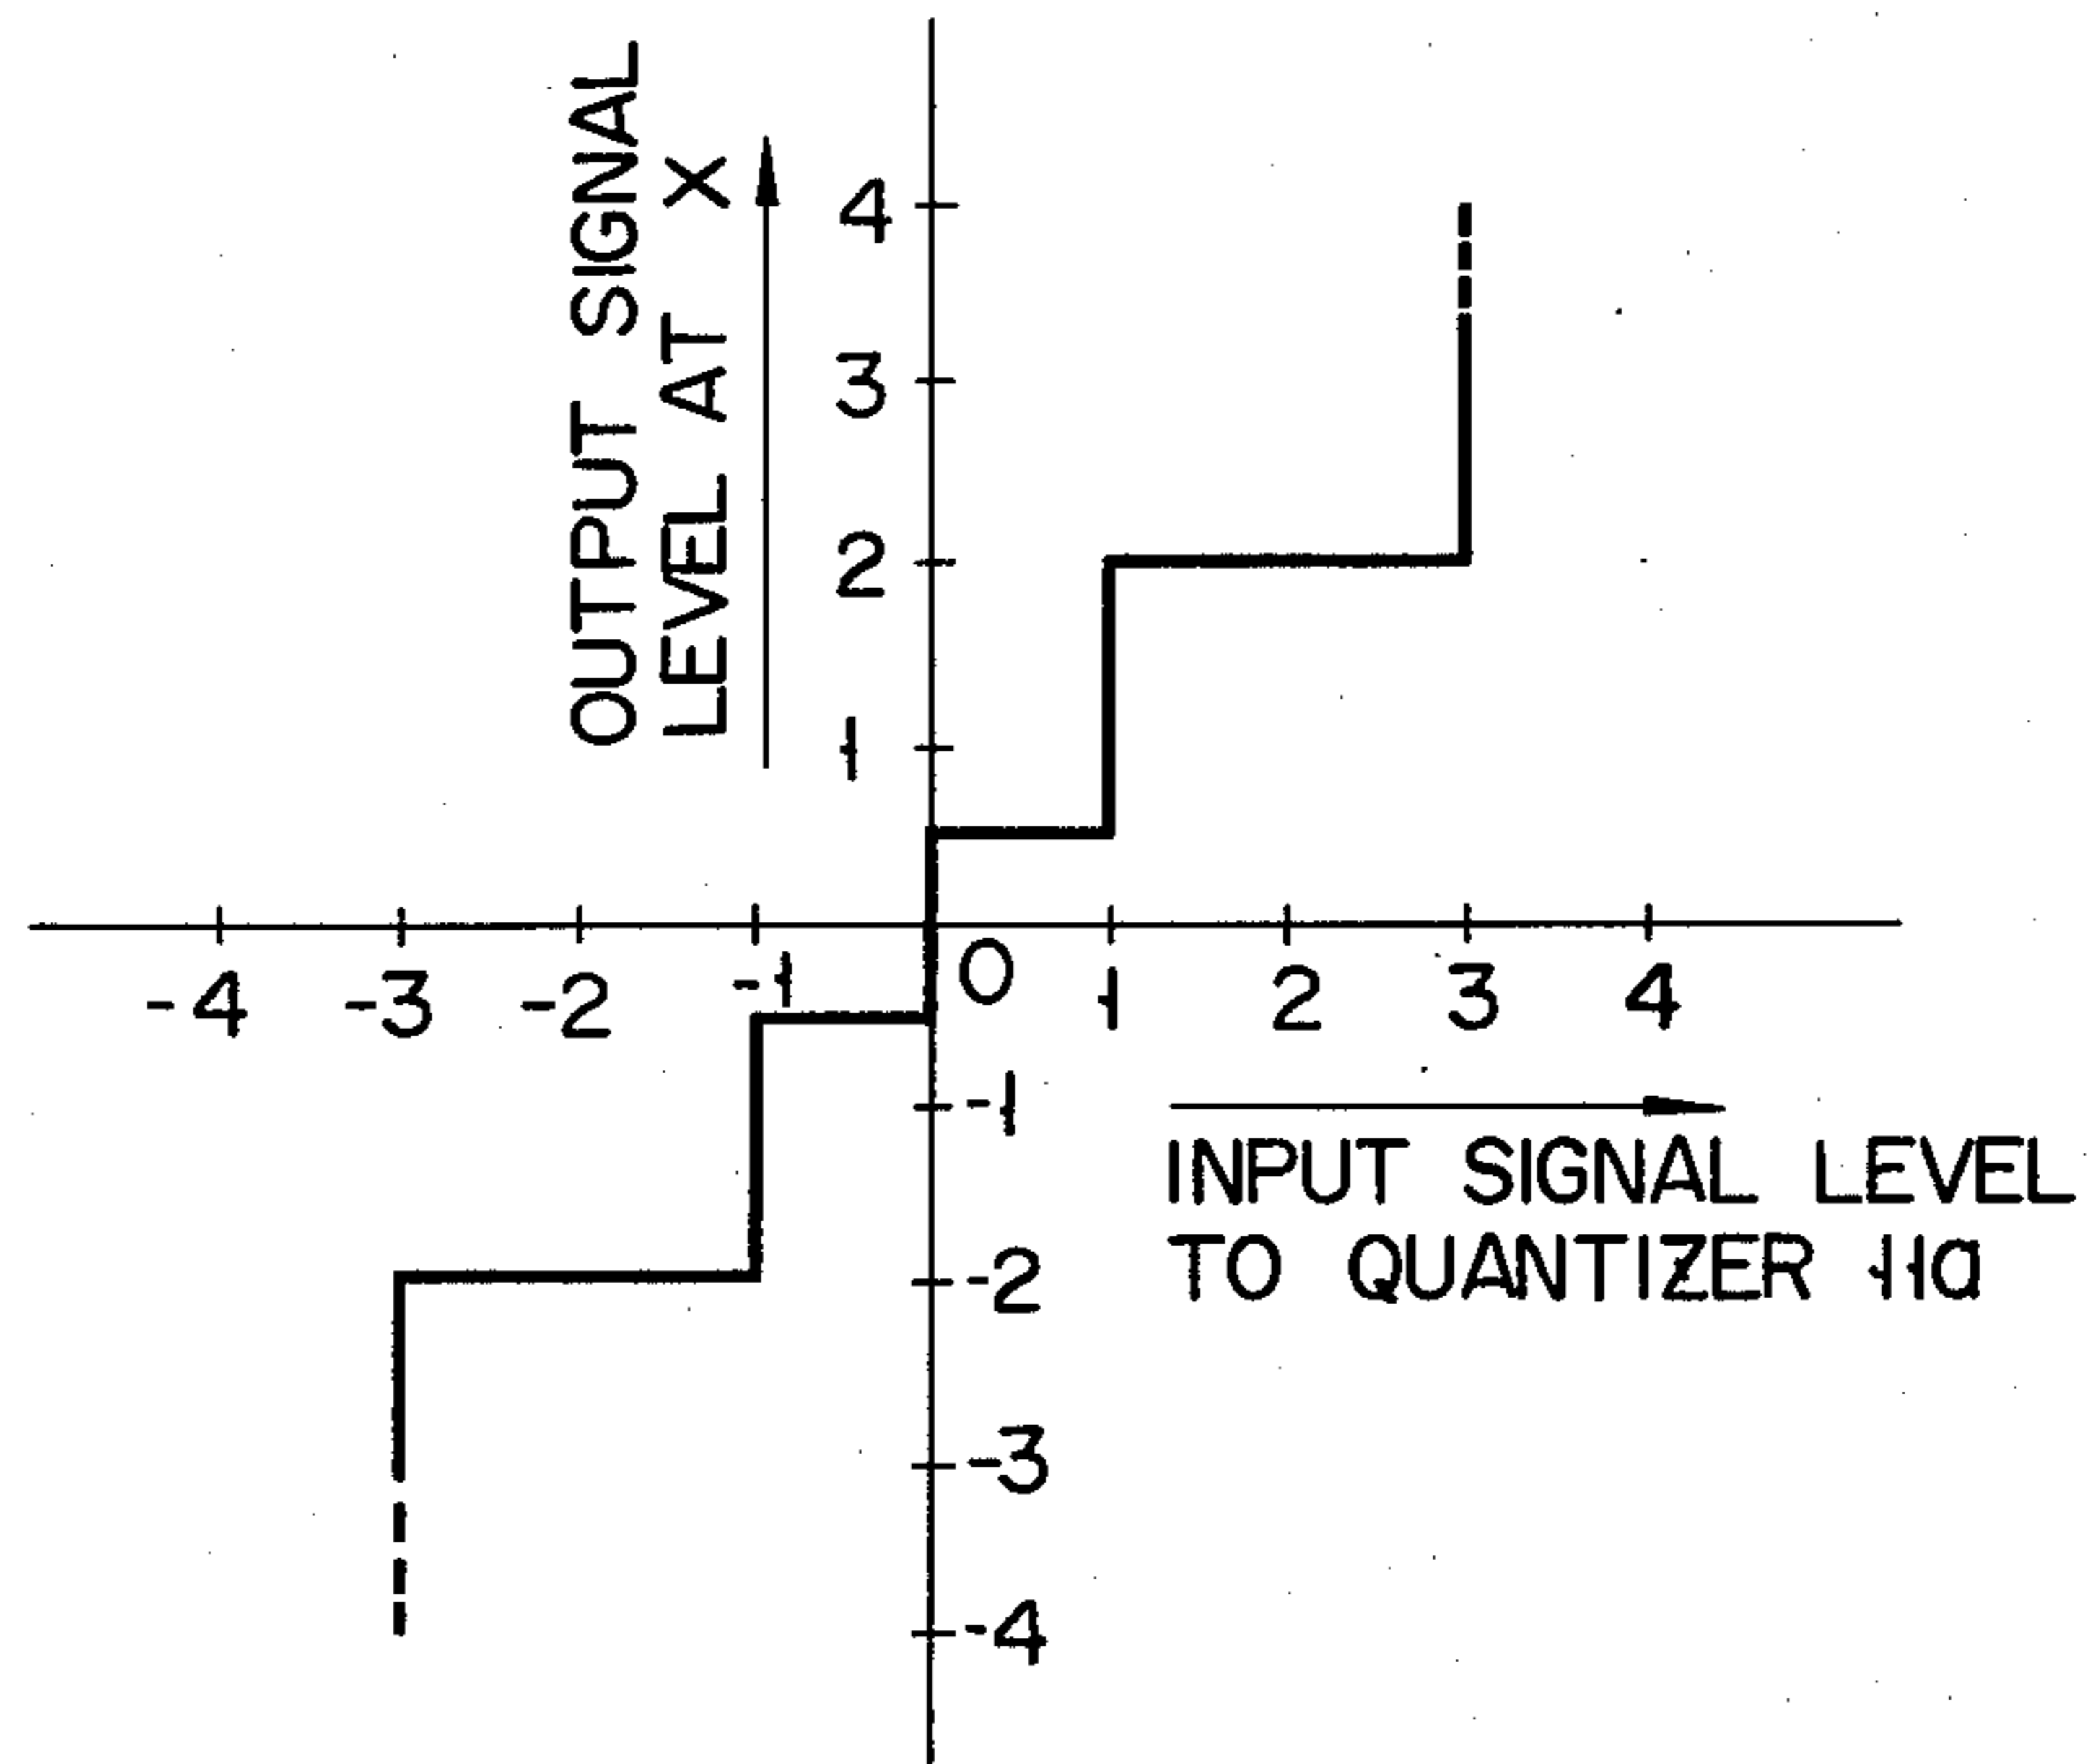 OUTPUT SIGNAL
LEVEL AT X
4
3
2
1
-4 -3 -2 -1 0 1 2 3 4
-1
-2
-3
-4
INPUT SIGNAL LEVEL
TO QUANTIZER 11a